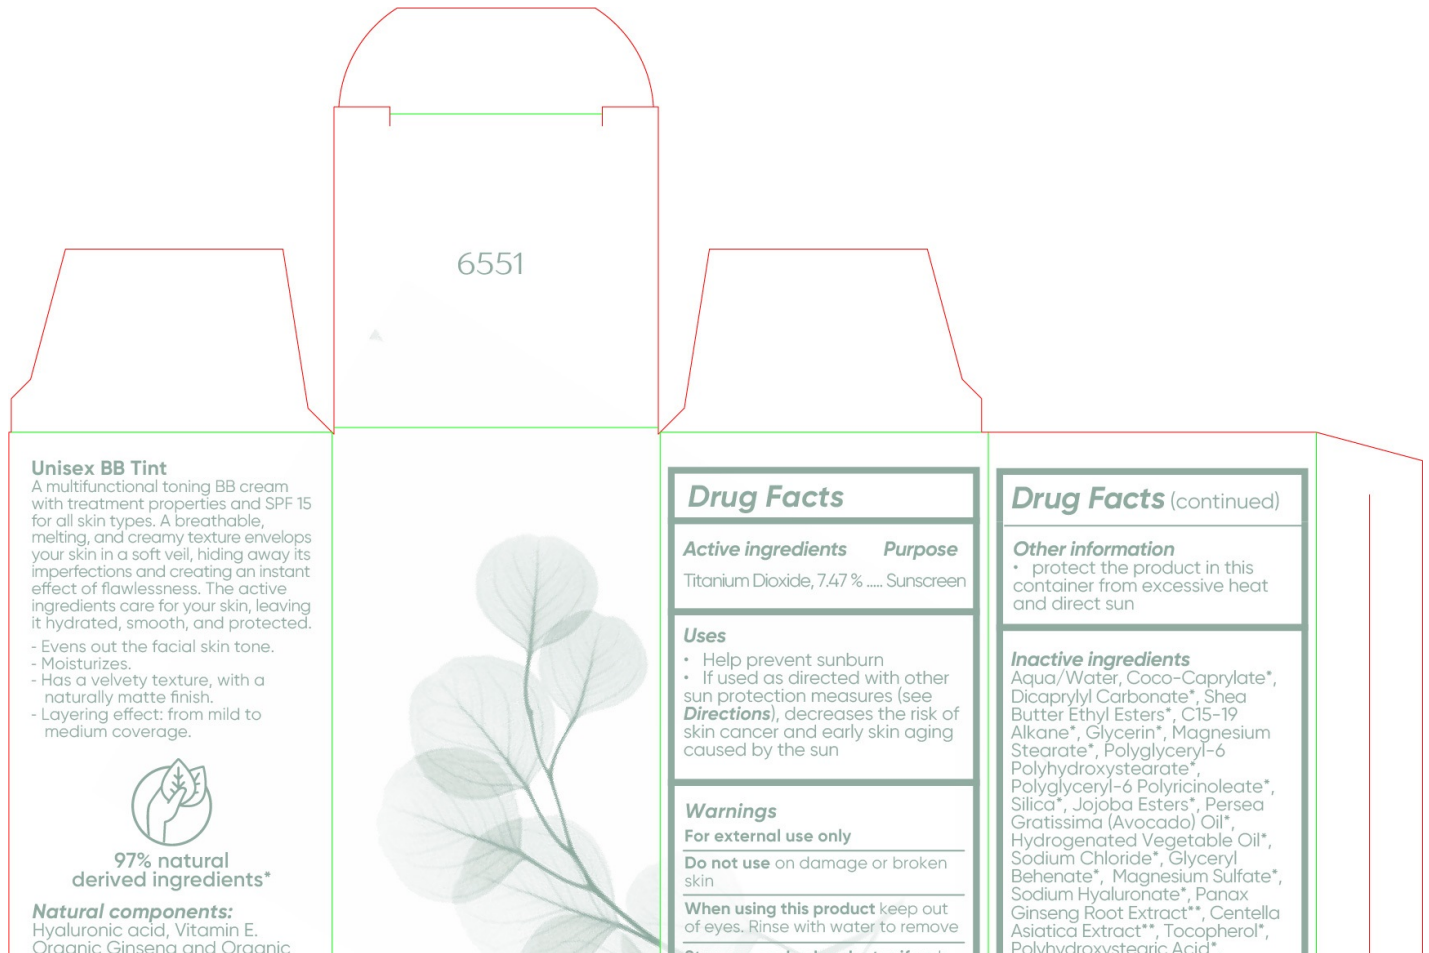 6551
Unisex BB Tint
A multifunctional toning BB cream
with treatment properties and SPF 15
for all skin types. A breathable,
melting, and creamy texture envelops
your skin in a soft veil, hiding away its
imperfections and creating an instant
effect of flawlessness. The active
ingredients care for your skin, leaving
it hydrated, smooth, and protected.
- Evens out the facial skin tone.
- Moisturizes.
- Has a velvety texture, with a
naturally matte finish.
- Layering effect: from mild to
medium coverage.
97% natural
derived ingredients*
Natural components:
Hyaluronic acid, Vitamin E.
Organic Ginseng and Organic
Drug Facts
Active ingredients Purpose
Titanium Dioxide, 7.47 % ..... Sunscreen
Uses
• Help prevent sunburn
• If used as directed with other
sun protection measures (see
Directions), decreases the risk of
skin cancer and early skin aging
caused by the sun
Warnings
For external use only
Do not use on damage or broken
skin
When using this product keep out
of eyes. Rinse with water to remove
Drug Facts (continued)
Other information
• protect the product in this
container from excessive heat
and direct sun
Inactive ingredients
Aqua/Water, Coco-Caprylate*,
Dicaprylyl Carbonate*, Shea
Butter Ethyl Esters*, C15-19
Alkane*, Glycerin*, Magnesium
Stearate*, Polyglyceryl-6
Polyhydroxystearate*,
Polyglyceryl-6 Polyricinoleate*,
Silica*, Jojoba Esters*, Persea
Gratissima (Avocado) Oil*,
Hydrogenated Vegetable Oil*,
Sodium Chloride*, Glyceryl
Behenate*, Magnesium Sulfate*,
Sodium Hyaluronate*, Panax
Ginseng Root Extract**, Centella
Asiatica Extract**, Tocopherol*,
Polyhydroxystearic Acid*